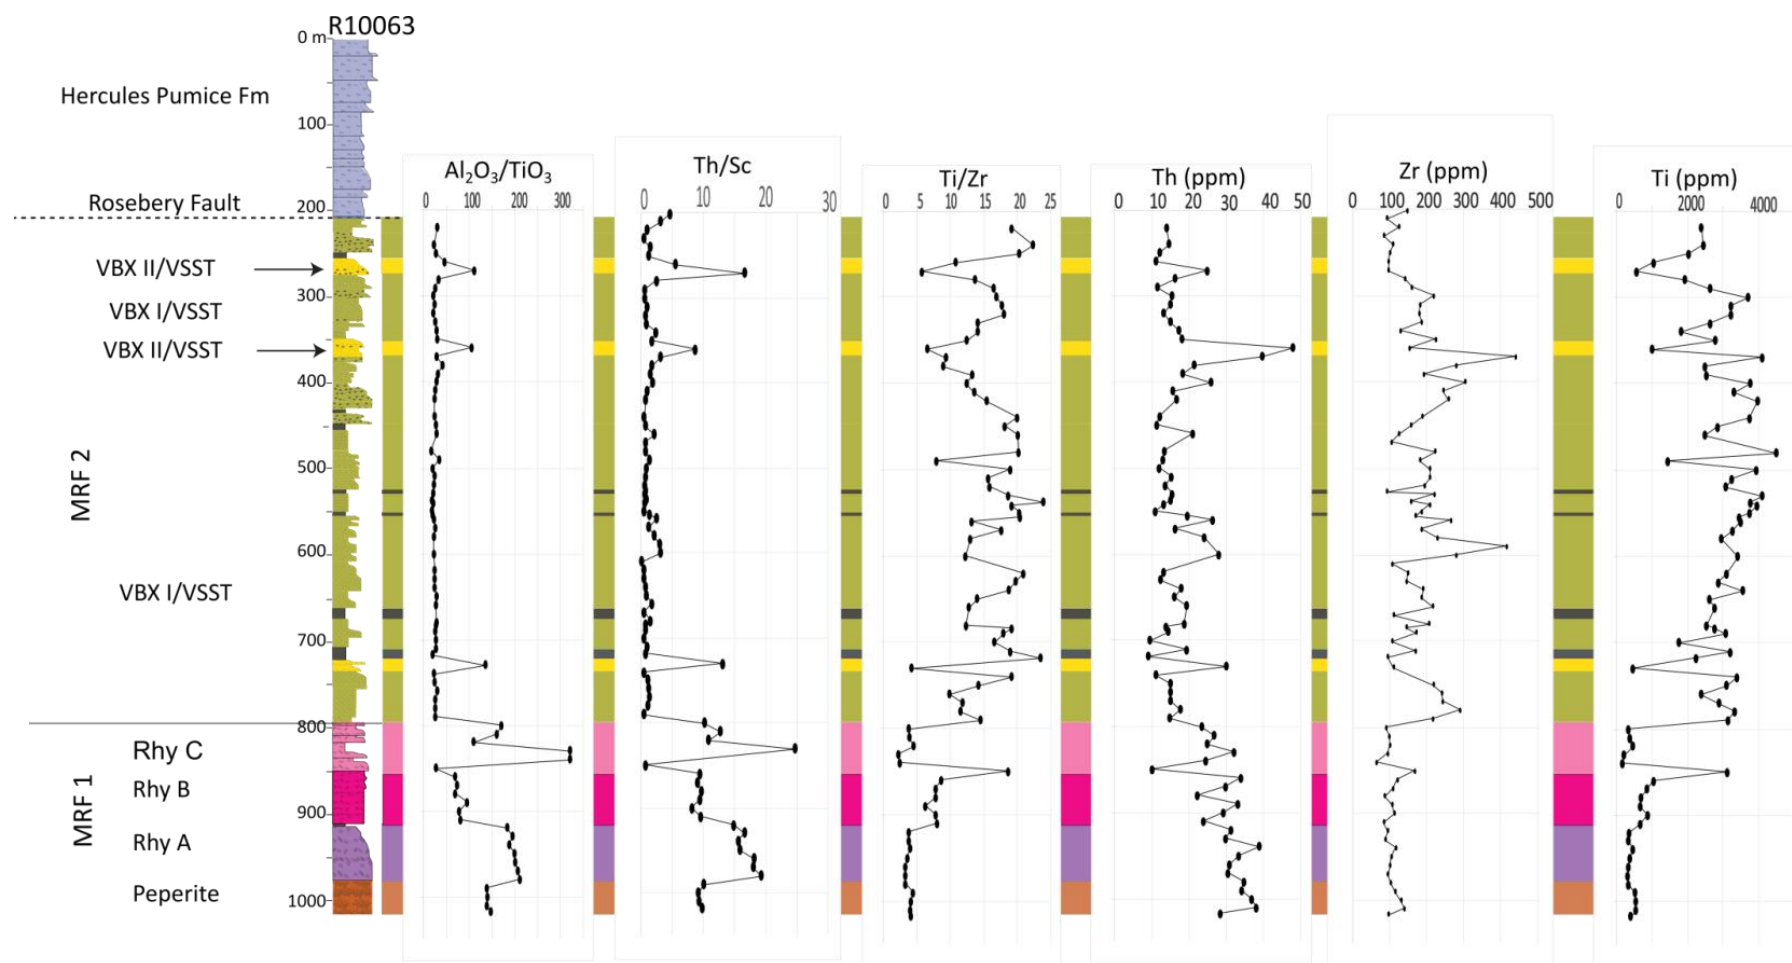 R10063
0 m
Hercules Pumice Fm
100
Rosebery Fault
200
VBX II/VSST
300
VBX I/VSST
VBX II/VSST
400
500
MRF 2
600
VBX I/VSST
700
800
Rhy C
MRF 1
Rhy B
900
Rhy A
Peperite
1000
Al₂O₃/TiO₃
0 100 200 300
Th/Sc
0 10 20 30
Ti/Zr
0 5 10 15 20 25
Th (ppm)
0 10 20 30 40 50
Zr (ppm)
0 100 200 300 400 500
Ti (ppm)
0 2000 4000